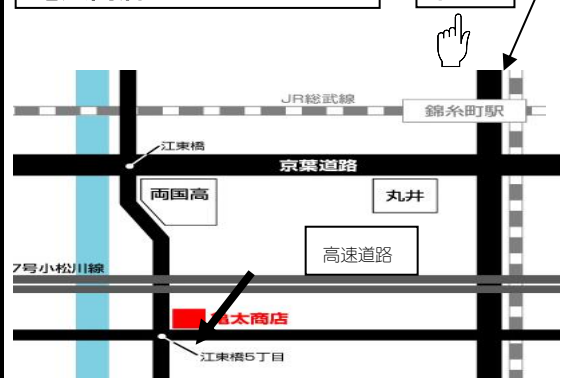 JR総武線
錦糸町駅
江東橋
京葉道路
両国高
丸井
高速道路
7号小松川線
亀太商店
江東橋5丁目